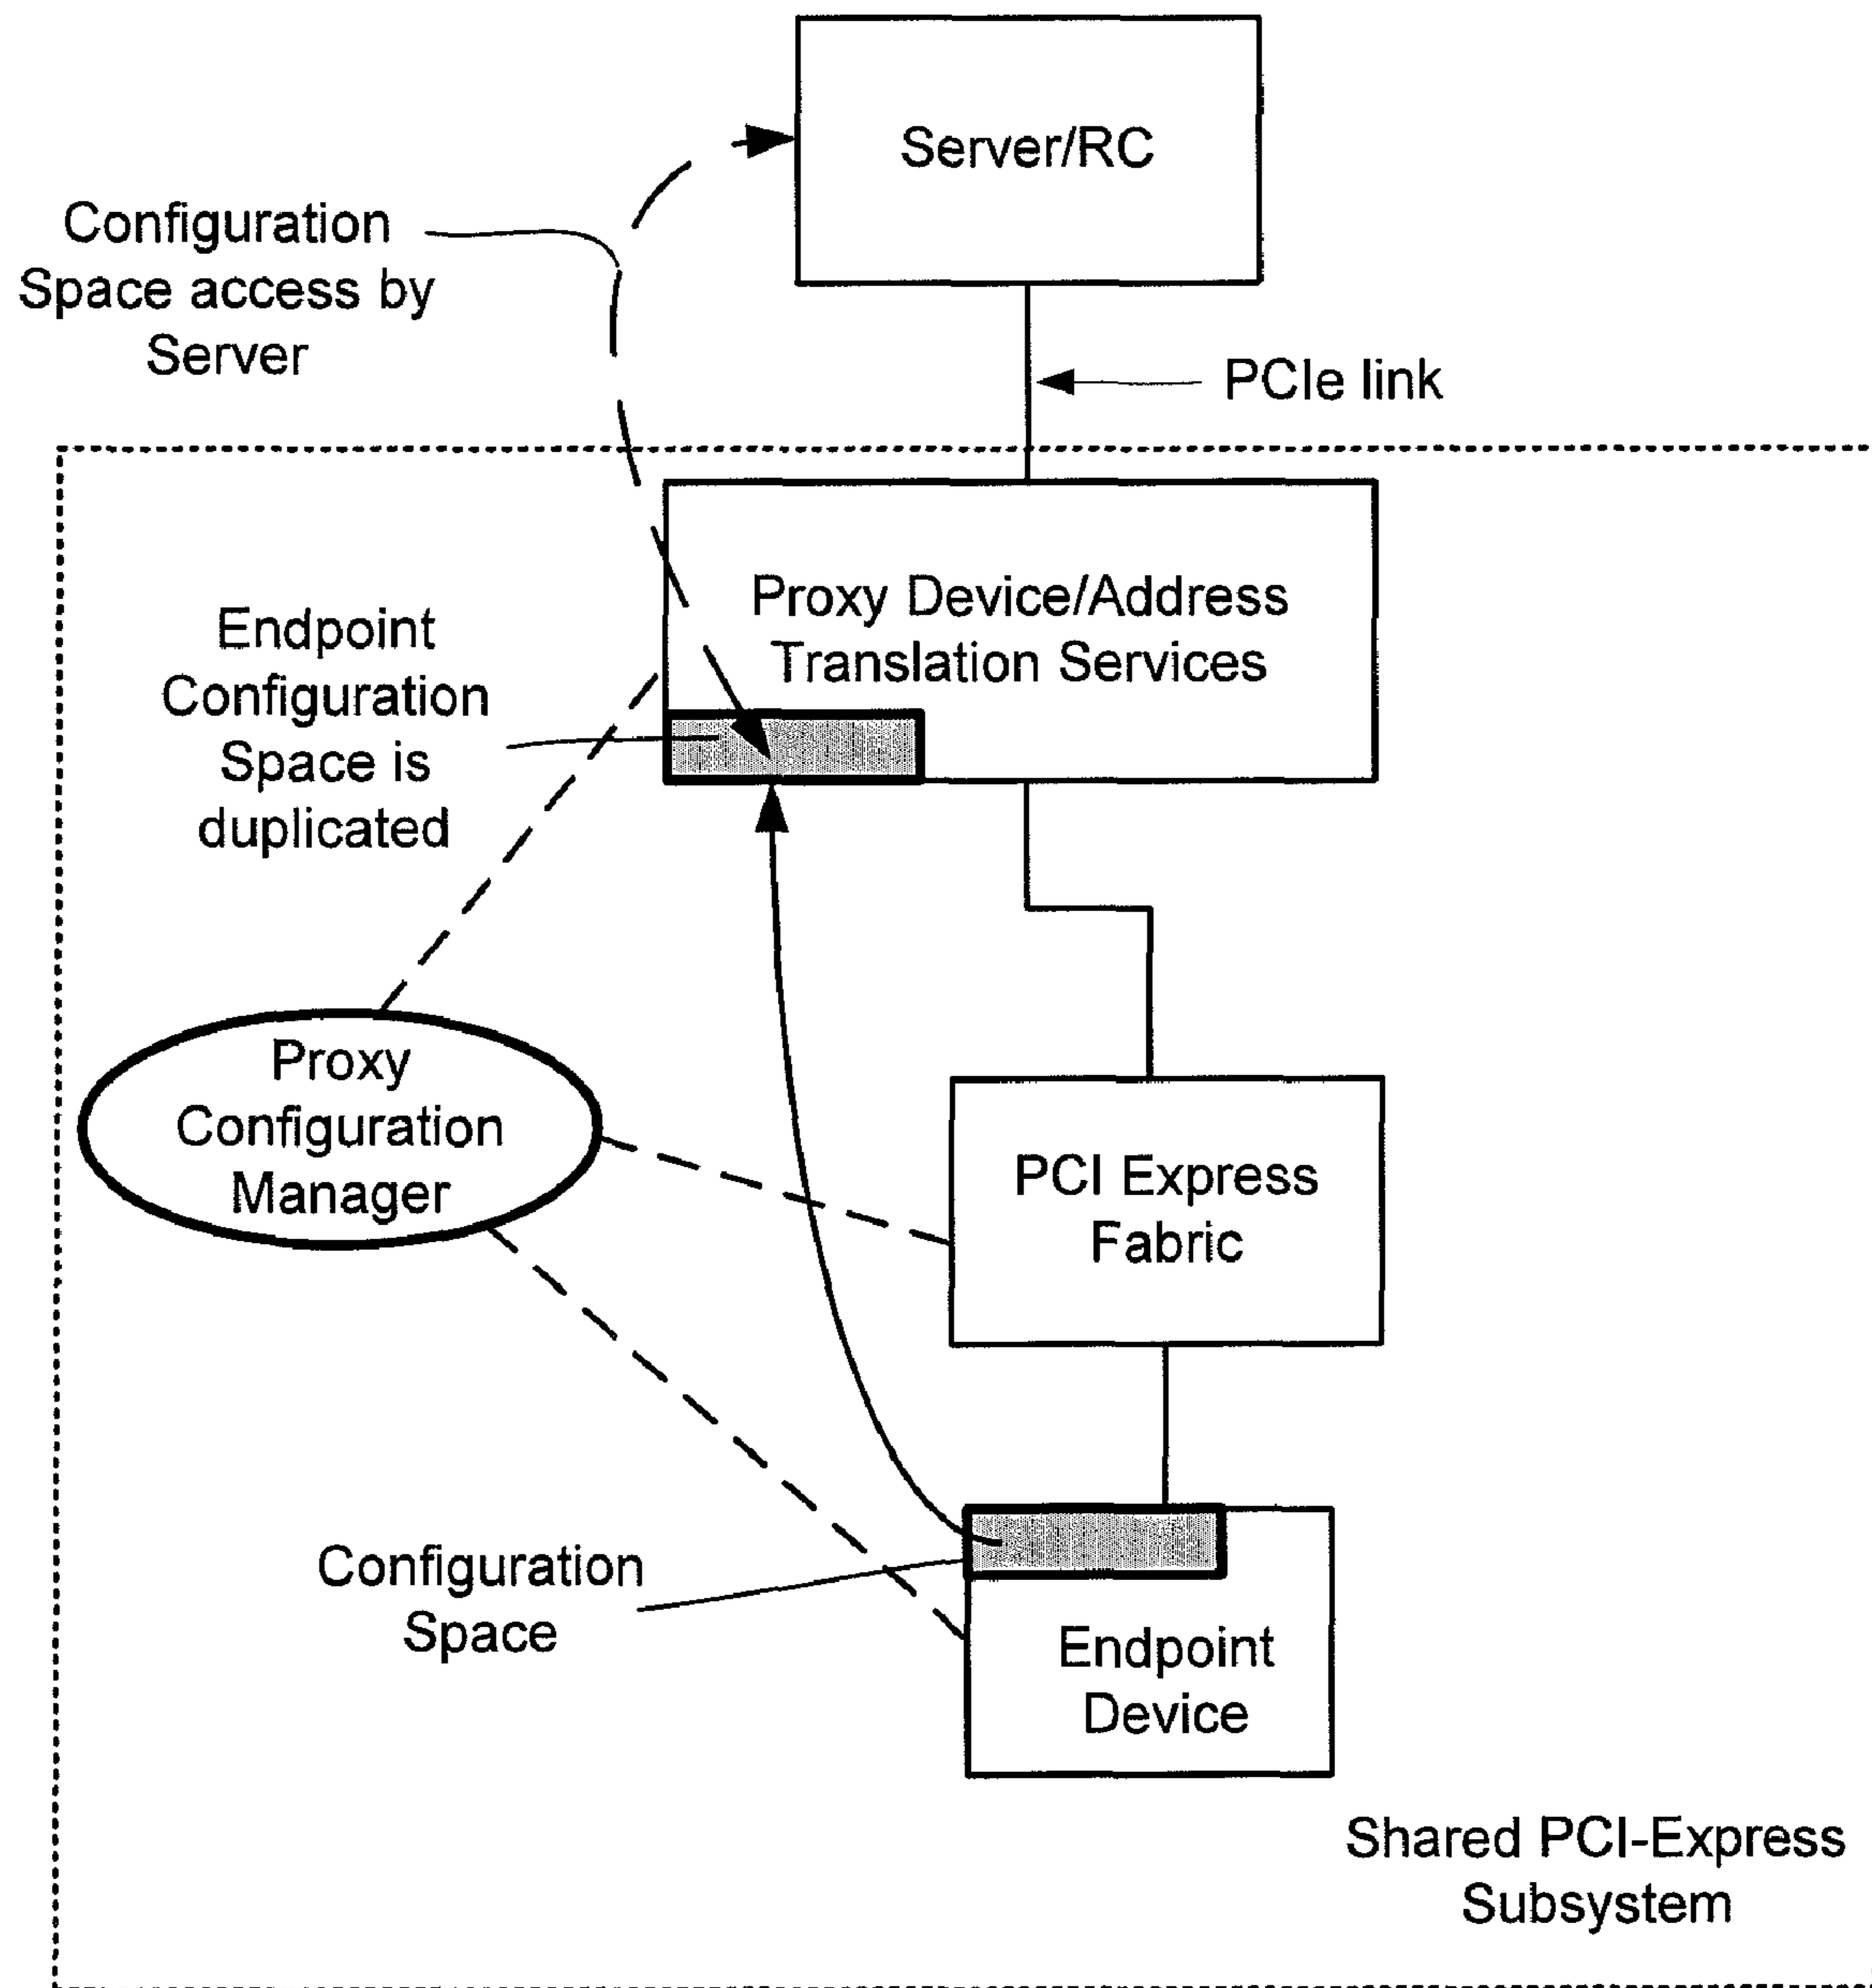 Server/RC
Configuration
Space access by
Server
PCIe link
Proxy Device/Address
Translation Services
Endpoint
Configuration
Space is
duplicated
Proxy
Configuration
Manager
PCI Express
Fabric
Configuration
Space
Endpoint
Device
Shared PCI-Express
Subsystem